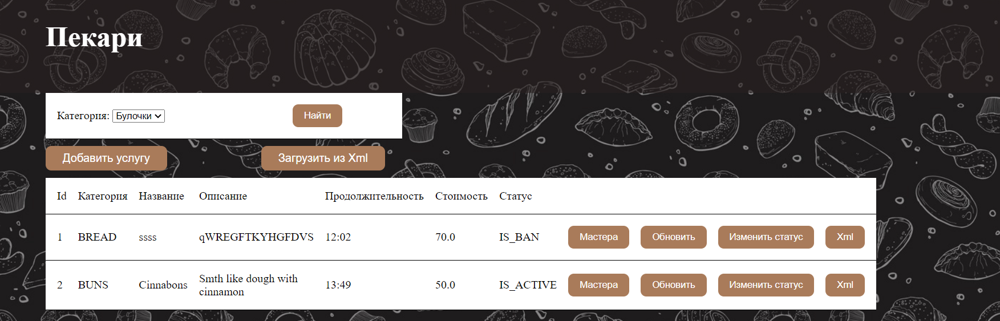 Пекари
Категория: Булочки Найти
Добавить услугу Загрузить из Xml
Id Категория Название Описание Продолжительность Стоимость Статус
1 BREAD ssss qWREGFTKYHGFDVS 12:02 70.0 IS_BAN Мастера Обновить Изменить статус Xml
2 BUNS Cinnabons Smth like dough with
cinnamon 13:49 50.0 IS_ACTIVE Мастера Обновить Изменить статус Xml